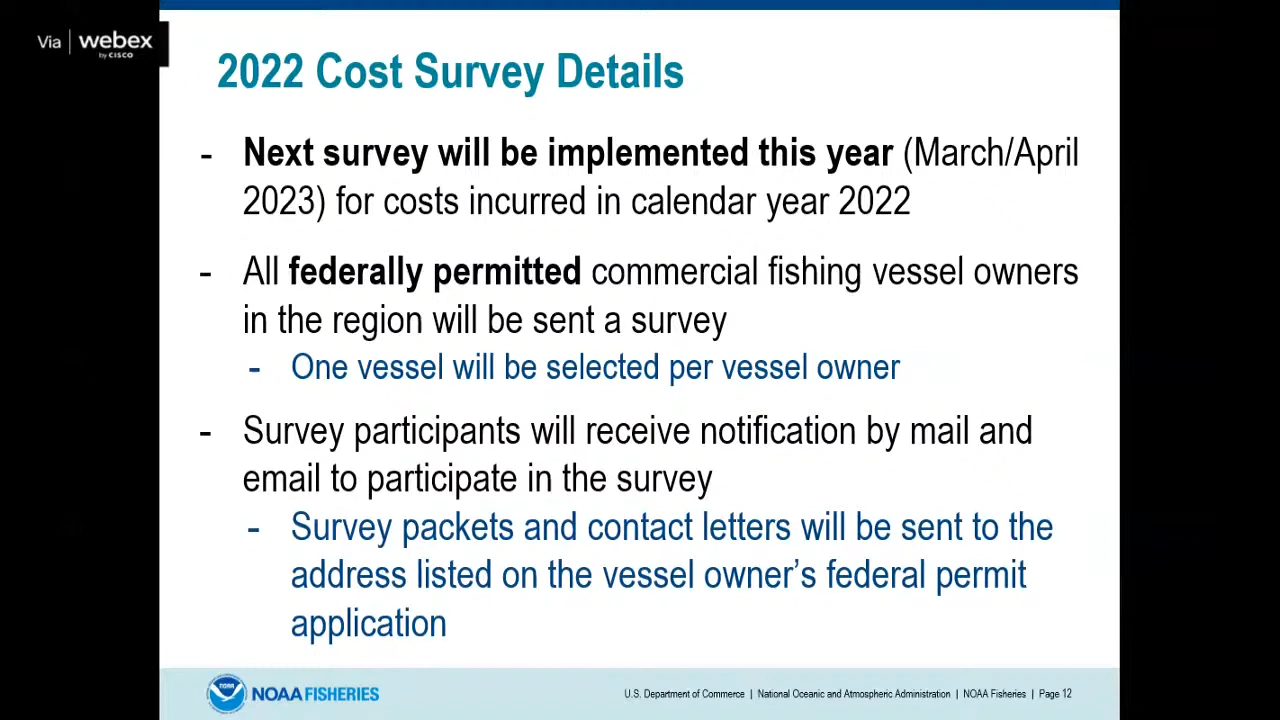 Via webex
by CISCO
2022 Cost Survey Details
- Next survey will be implemented this year (March/April
2023) for costs incurred in calendar year 2022
- All federally permitted commercial fishing vessel owners
in the region will be sent a survey
- One vessel will be selected per vessel owner
- Survey participants will receive notification by mail and
email to participate in the survey
- Survey packets and contact letters will be sent to the
address listed on the vessel owner’s federal permit
application
NOAA
NOAA FISHERIES
U.S. Department of Commerce | National Oceanic and Atmospheric Administration | NOAA Fisheries | Page 12